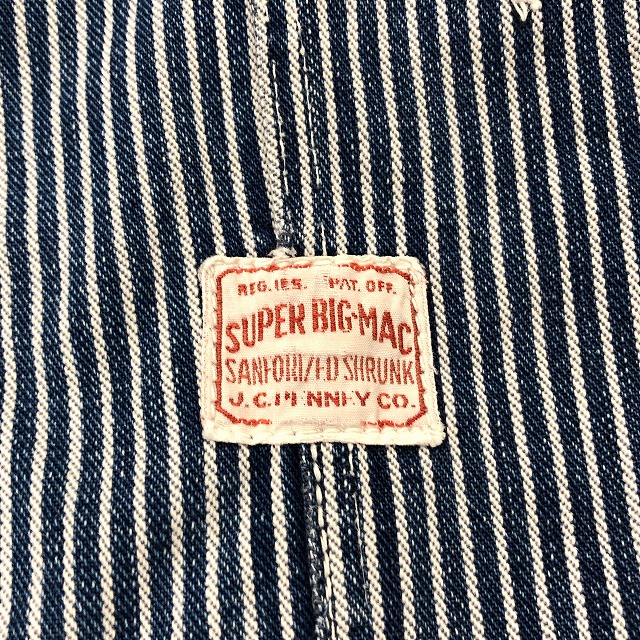 REG. U.S. PAT. OFF.
SUPER BIG-MAC
SANFORIZED SHRUNK
J.C. PENNEY CO.